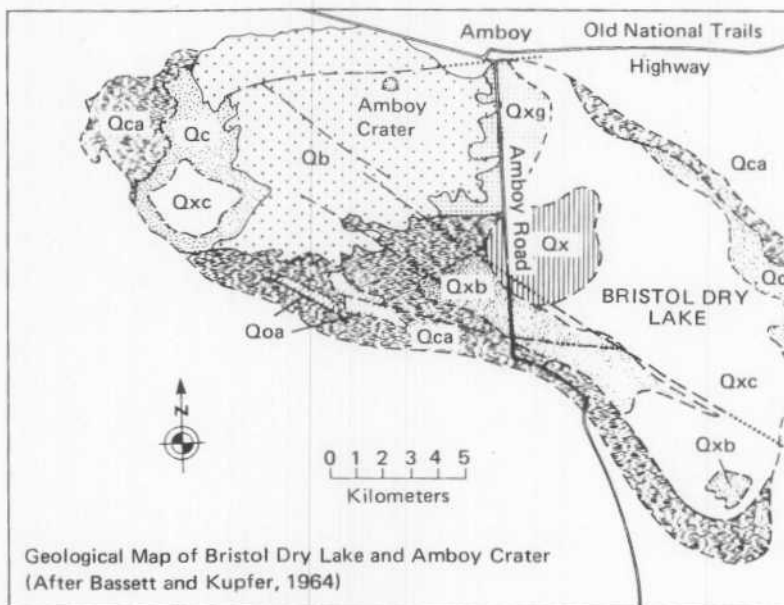 Amboy
Old National Trails
Highway
Amboy
Crater
Qxg
Qca
Qc
Qb
Qca
Amboy Road
Qxc
Qx
Qxb
BRISTOL DRY
LAKE
Qoa
Qca
Qxc
N
0 1 2 3 4 5
Kilometers
Qxb
Geological Map of Bristol Dry Lake and Amboy Crater
(After Bassett and Kupfer, 1964)